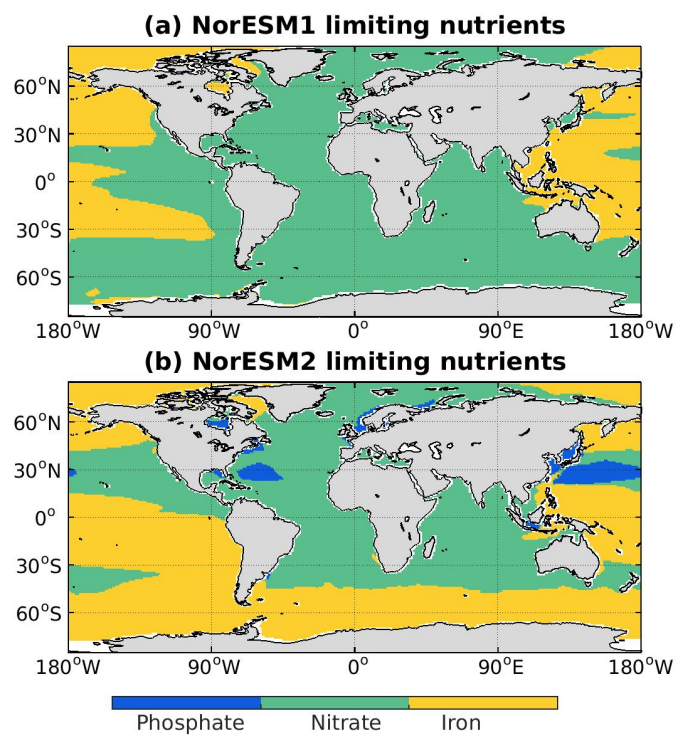 (a) NorESM1 limiting nutrients
60°N
30°N
0°
30°S
60°S
180°W 90°W 0° 90°E 180°W
(b) NorESM2 limiting nutrients
60°N
30°N
0°
30°S
60°S
180°W 90°W 0° 90°E 180°W
Phosphate Nitrate Iron